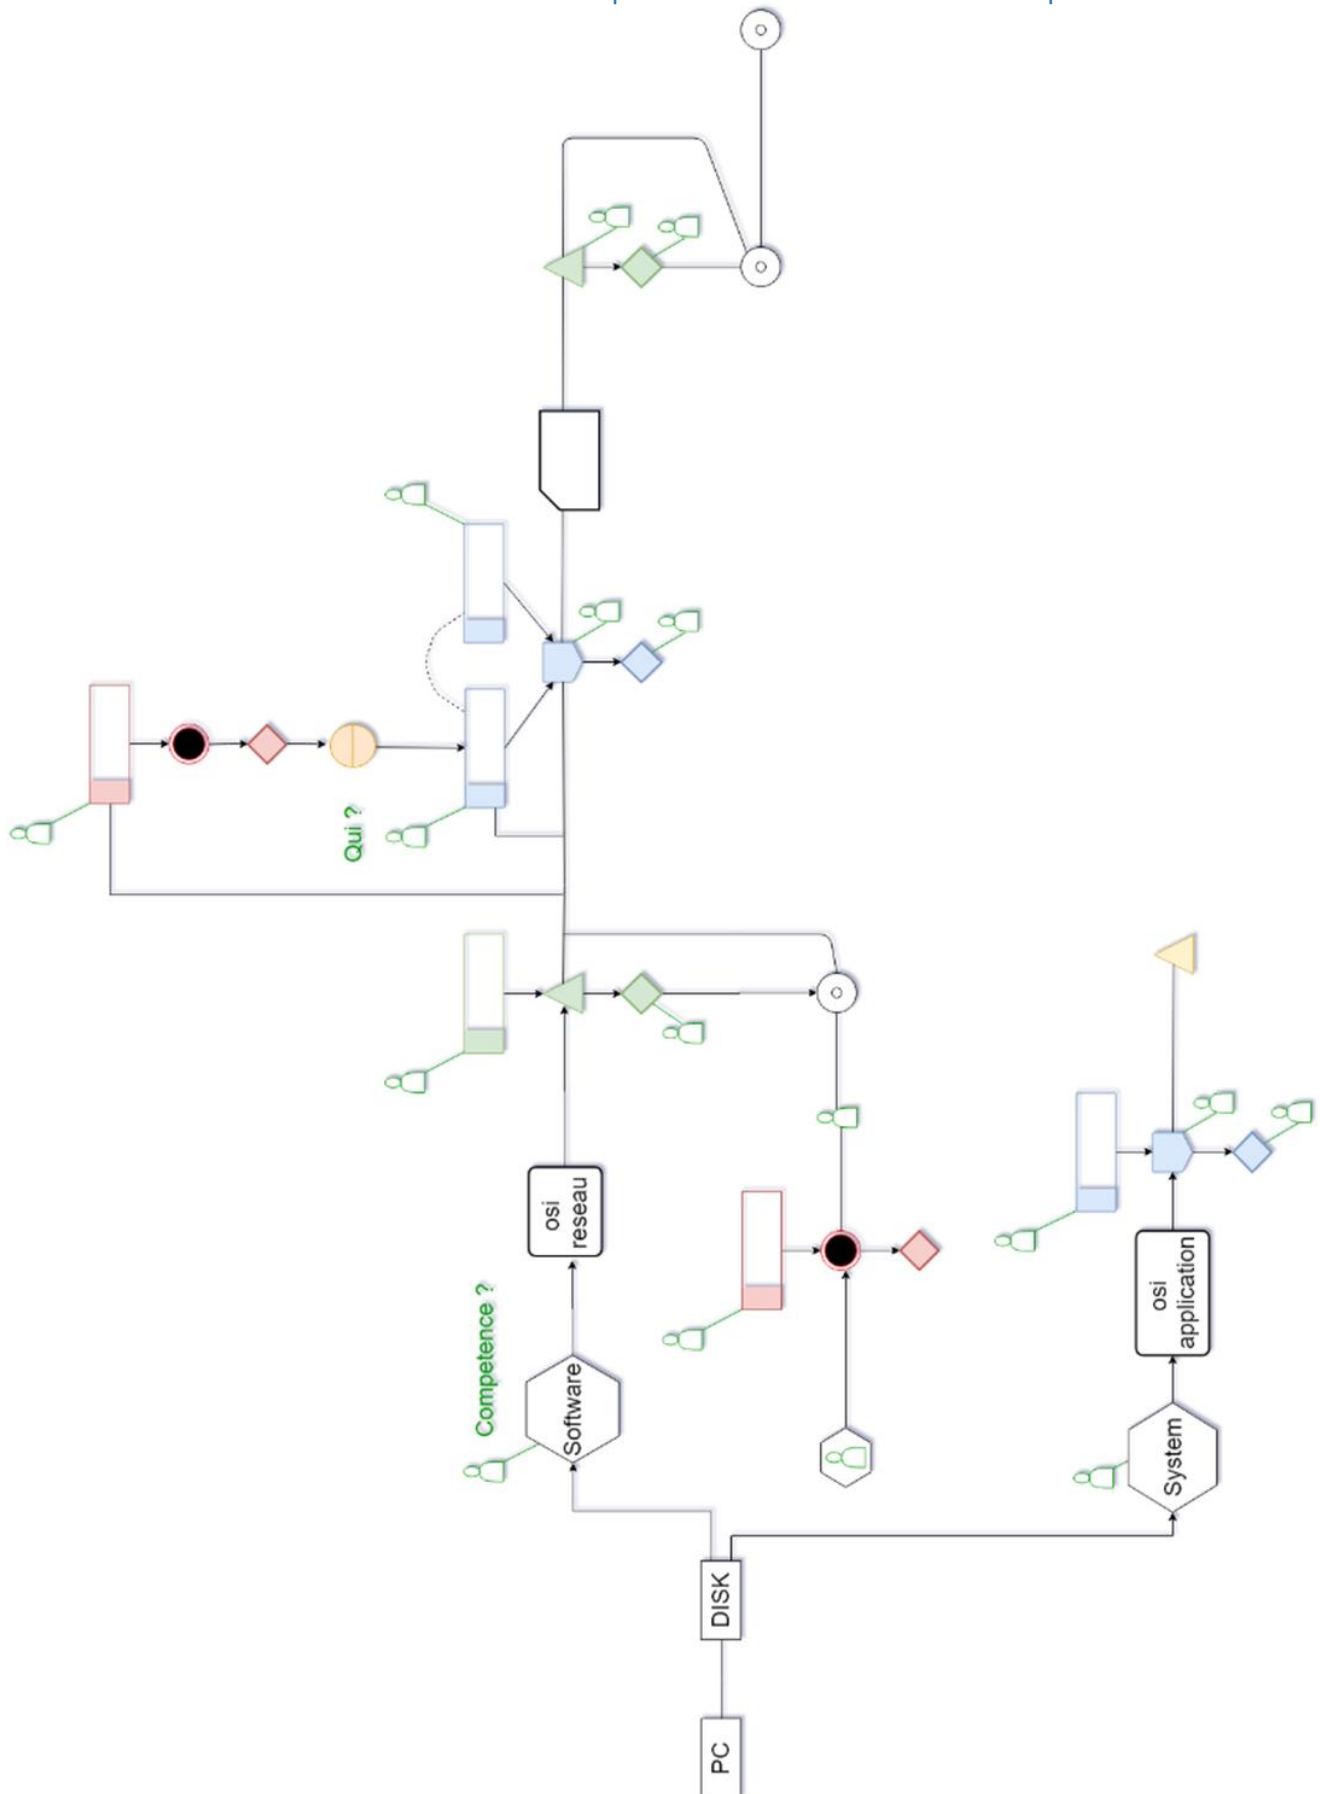 Qui ?
Competence ?
osi
reseau
Software
osi
application
System
DISK
PC